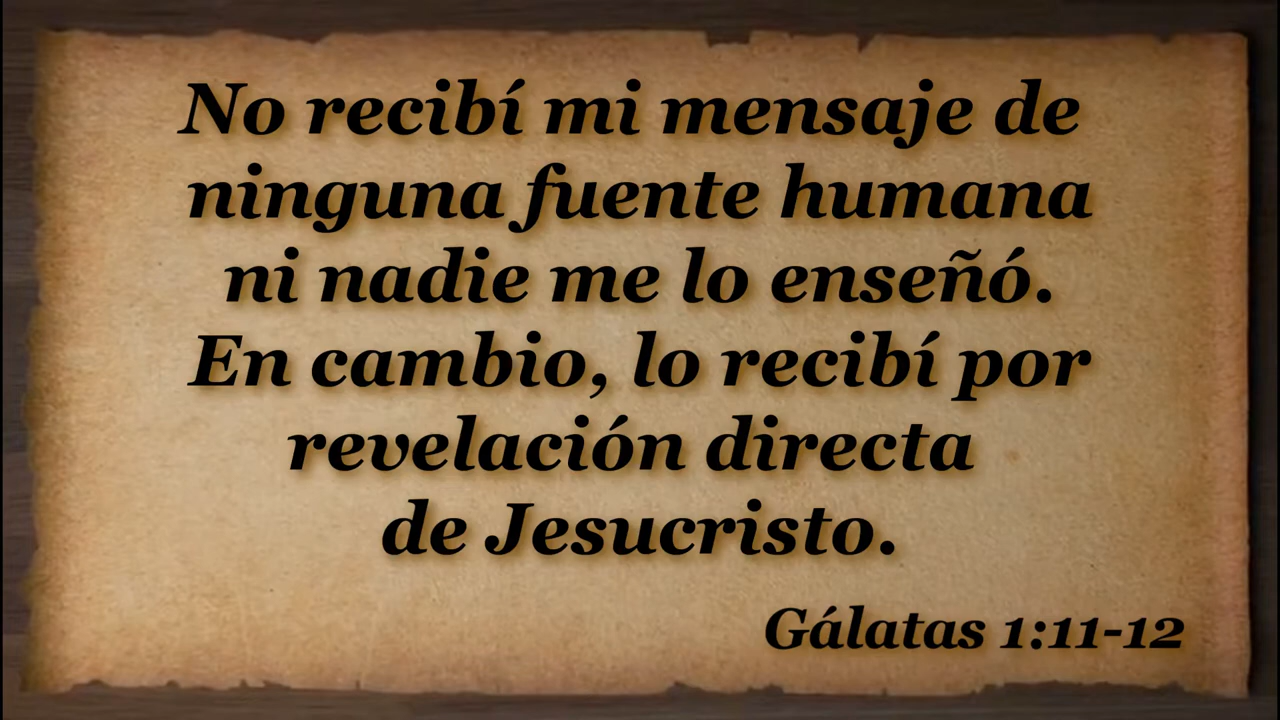 No recibí mi mensaje de
ninguna fuente humana
ni nadie me lo enseñó.
En cambio, lo recibí por
revelación directa
de Jesucristo.
Gálatas 1:11-12